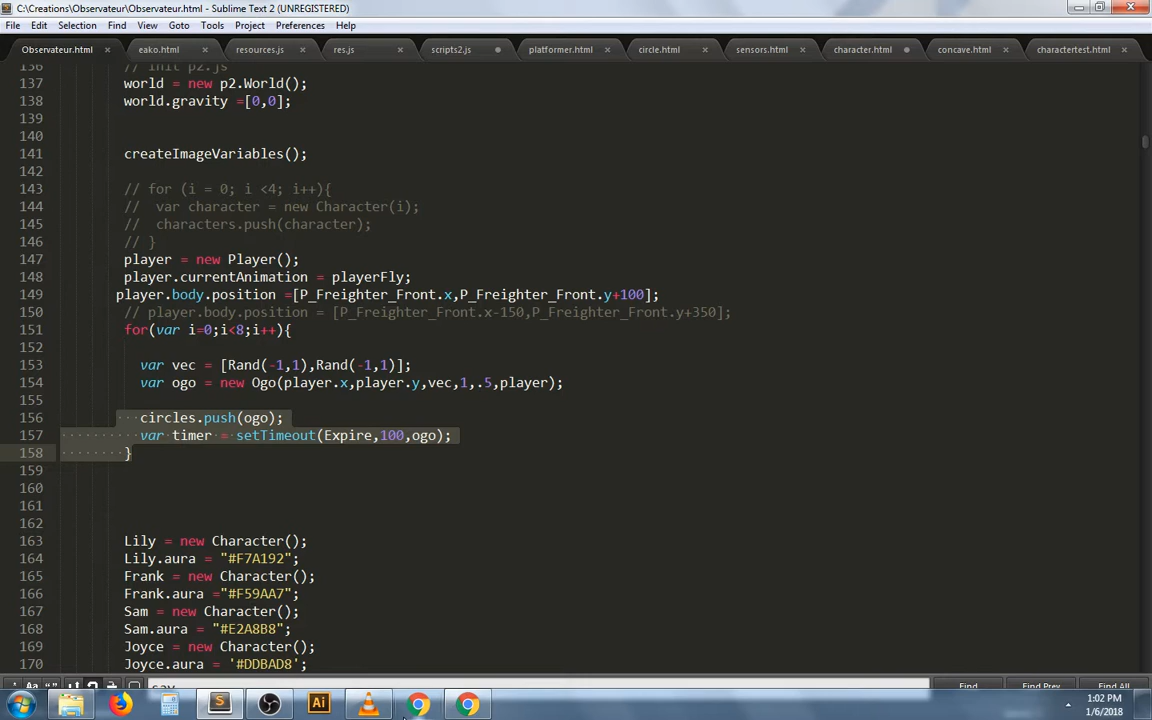 C:\Creations\Observateur\Observateur.html - Sublime Text 2 (UNREGISTERED)
File Edit Selection Find View Goto Tools Project Preferences Help
Observateur.html eako.html resources.js res.js scripts2.js platformer.html circle.html sensors.html character.html concave.html charactertest.html
136 // init p2.js
137 world = new p2.World();
138 world.gravity =[0,0];
139
140
141 createImageVariables();
142
143 // for (i = 0; i <4; i++){
144 //  var character = new Character(i);
145 //  characters.push(character);
146 // }
147 player = new Player();
148 player.currentAnimation = playerFly;
149 player.body.position =[P_Freighter_Front.x,P_Freighter_Front.y+100];
150 // player.body.position = [P_Freighter_Front.x-150,P_Freighter_Front.y+350];
151 for(var i=0;i<8;i++){
152
153 var vec = [Rand(-1,1),Rand(-1,1)];
154 var ogo = new Ogo(player.x,player.y,vec,1,.5,player);
155
156 circles.push(ogo);
157 var timer = setTimeout(Expire,100,ogo);
158 }
159
160
161
162
163 Lily = new Character();
164 Lily.aura = "#F7A192";
165 Frank = new Character();
166 Frank.aura ="#F59AA7";
167 Sam = new Character();
168 Sam.aura = "#E2A8B8";
169 Joyce = new Character();
170 Joyce.aura = '#DDBAD8';
Find Find Prev Find All
1:02 PM
1/6/2018